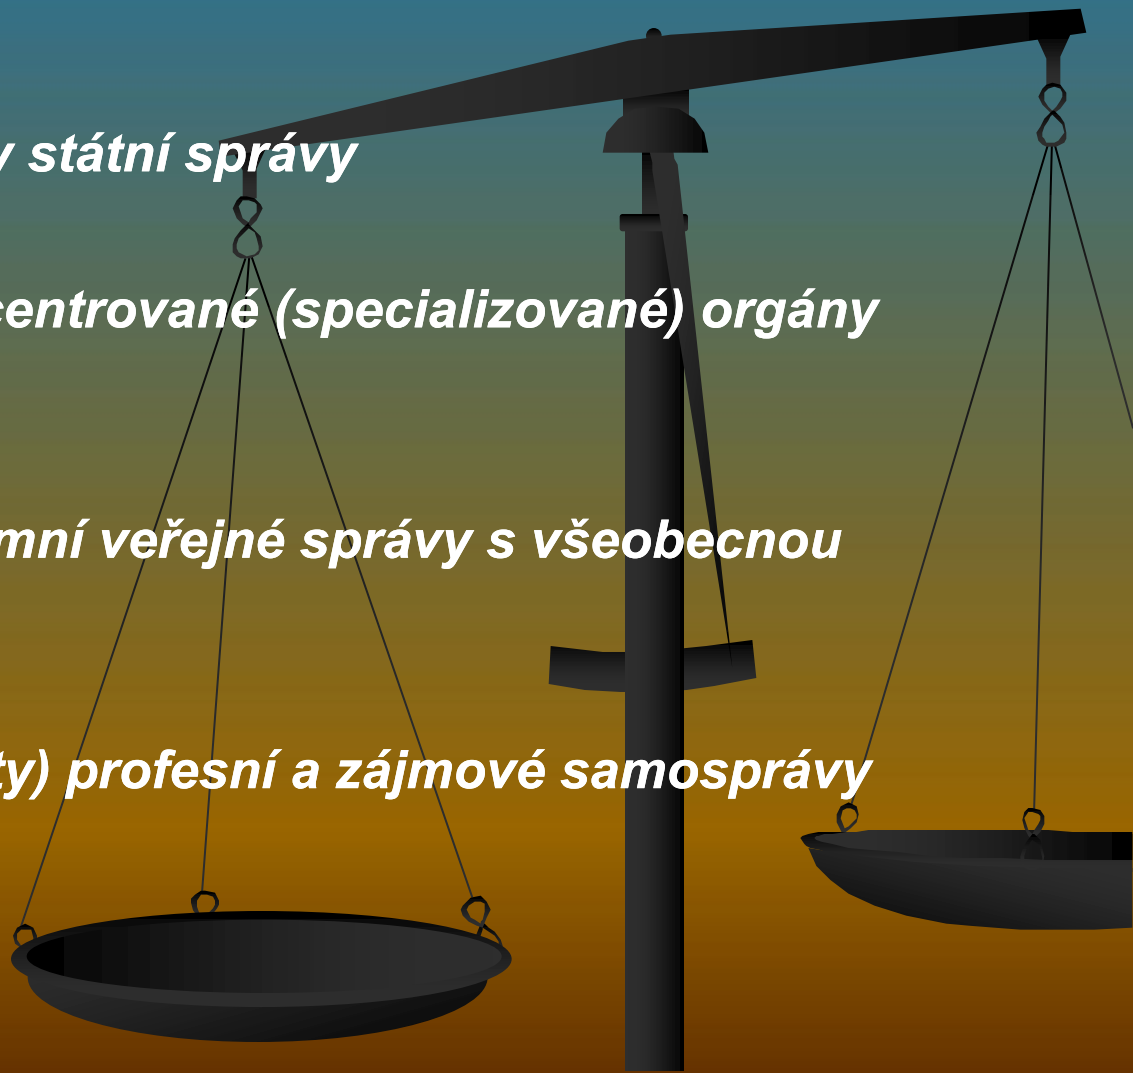 y státní správy
centrované (specializované) orgány
mní veřejné správy s všeobecnou
ty) profesní a zájmové samosprávy